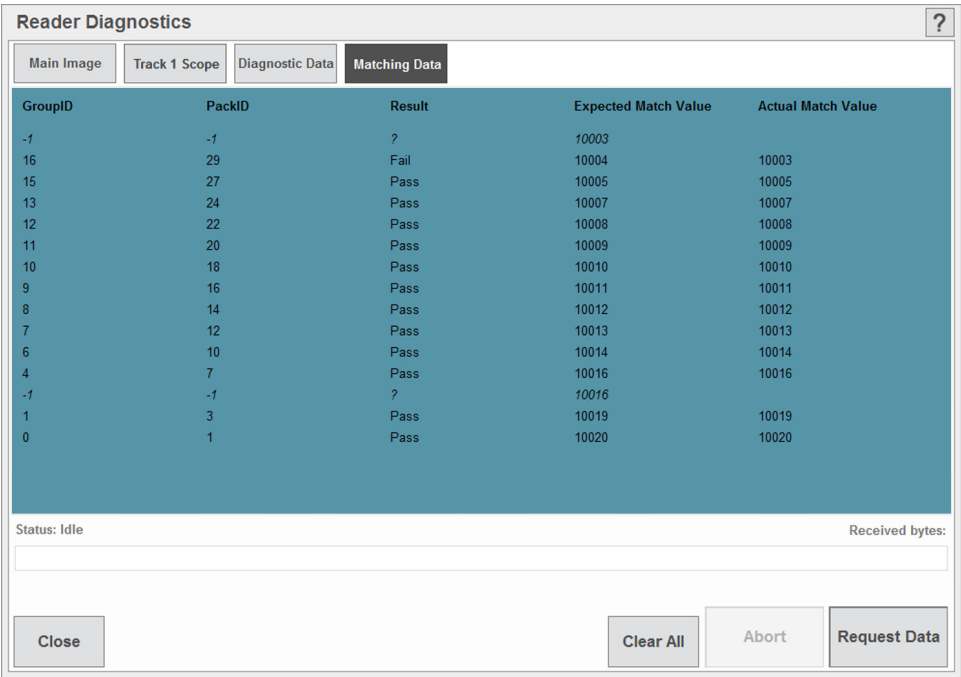 Reader Diagnostics ?
Main Image Track 1 Scope Diagnostic Data Matching Data
GroupID PackID Result Expected Match Value Actual Match Value
-1 -1 ? 10003
16 29 Fail 10004 10003
15 27 Pass 10005 10005
13 24 Pass 10007 10007
12 22 Pass 10008 10008
11 20 Pass 10009 10009
10 18 Pass 10010 10010
9 16 Pass 10011 10011
8 14 Pass 10012 10012
7 12 Pass 10013 10013
6 10 Pass 10014 10014
4 7 Pass 10016 10016
-1 -1 ? 10016
1 3 Pass 10019 10019
0 1 Pass 10020 10020
Status: Idle Received bytes:
Close Clear All Abort Request Data